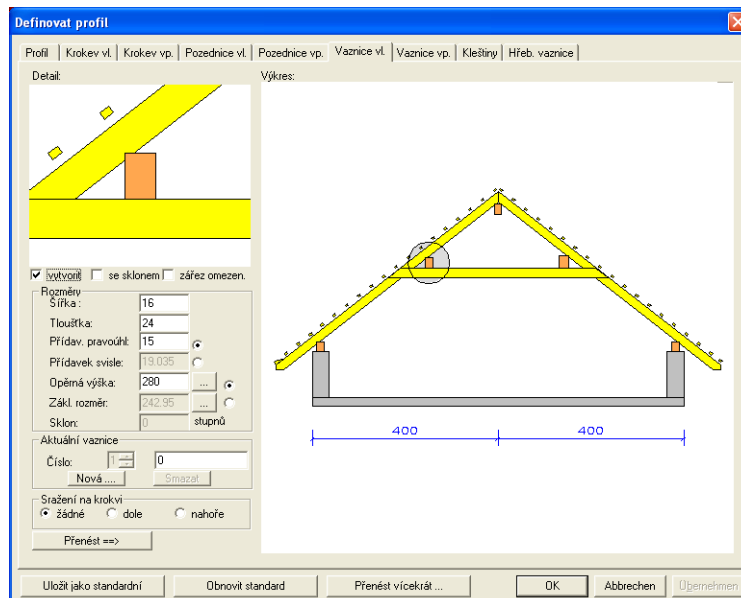 Definovat profil
Profil Krokev vl. Krokev vp. Pozednice vl. Pozednice vp. Vaznice vl. Vaznice vp. Kleštiny Hřeb. vaznice
Detail:
Výkres:
vytvorit se sklonem zářez omezen.
Rozměry
Šířka : 16
Tloušťka: 24
Přídav. pravoúhl: 15
Přídavek svisle: 19.035
Opěrná výška: 280 ...
Zákl. rozměr: 242.95 ...
Sklon: 0 stupnů
Aktuální vaznice
Číslo: 1 0
Nová .... Smazat
Sražení na krokvi
žádné dole nahoře
Přenést ==>
400 400
Uložit jako standardní Obnovit standard Přenést vícekrát ... OK Abbrechen Übernehmen